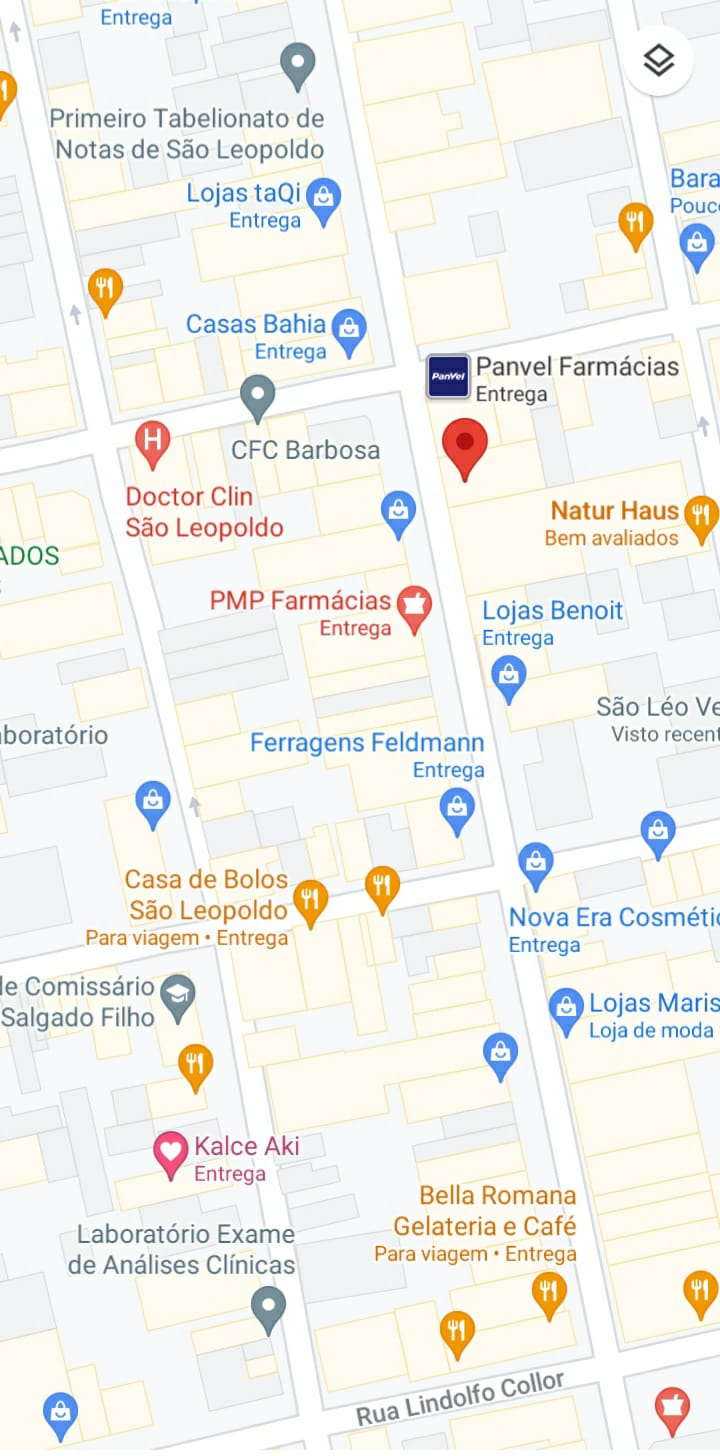 Entrega
Primeiro Tabelionato de
Notas de São Leopoldo
Lojas taQi
Entrega
Bara
Pouco
Casas Bahia
Entrega
PanVel
Panvel Farmácias
Entrega
CFC Barbosa
H
Doctor Clin
São Leopoldo
Natur Haus
Bem avaliados
ADOS
PMP Farmácias
Entrega
Lojas Benoit
Entrega
São Léo Ve
Visto recent
aboratório
Ferragens Feldmann
Entrega
Casa de Bolos
São Leopoldo
Para viagem • Entrega
Nova Era Cosmétic
Entrega
de Comissário
Salgado Filho
Lojas Maris
Loja de moda
Kalce Aki
Entrega
Bella Romana
Gelateria e Café
Para viagem • Entrega
Laboratório Exame
de Análises Clínicas
Rua Lindolfo Collor